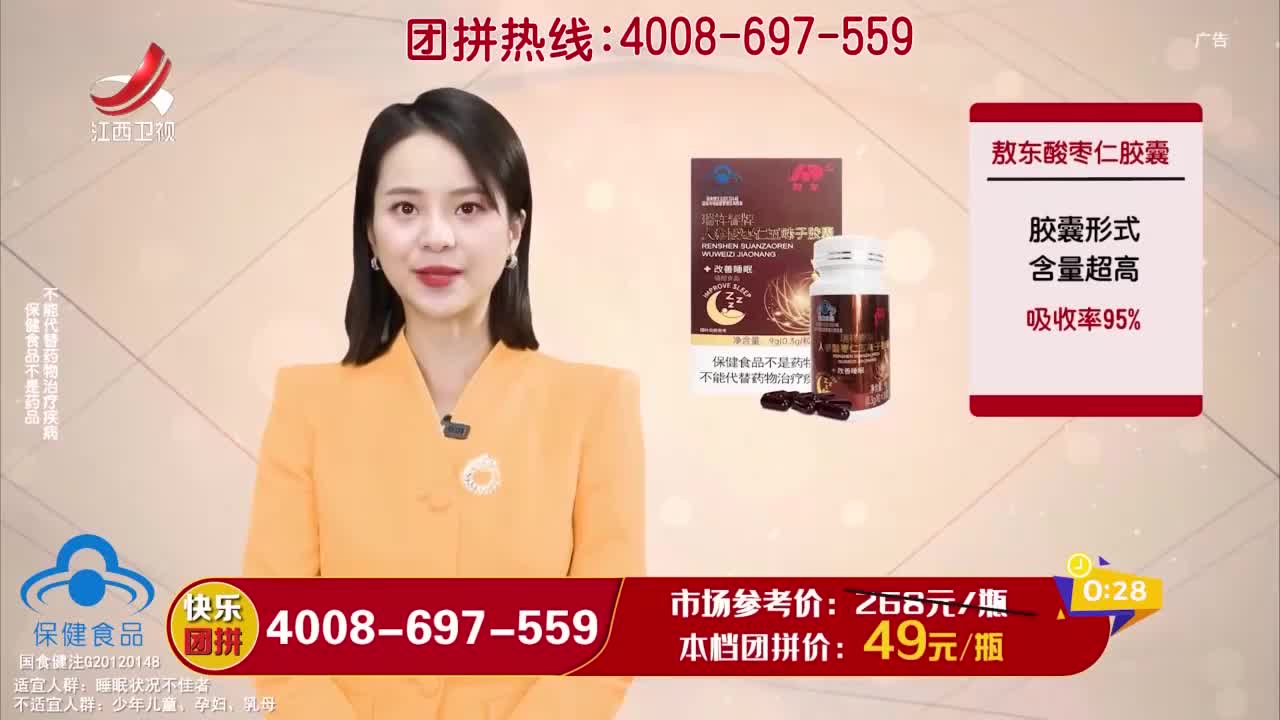 团拼热线:4008-697-559
广告
江西卫视
敖东酸枣仁胶囊
胶囊形式
含量超高
吸收率95%
RENSHEN SUANZAOREN
WUWEIZI JIAONANG
+改善睡眠
IMPROVE SLEEP
净含量:
保健食品不是药物
不能代替药物治疗疾
+改善睡眠
不能代替药物治疗疾病
保健食品不是药品
保健食品
国食健注G20120148
适宜人群：睡眠状况不佳者
不适宜人群：少年儿童、孕妇、乳母
快乐
团拼
4008-697-559
市场参考价：268元/瓶
本档团拼价：49元/瓶
0:28